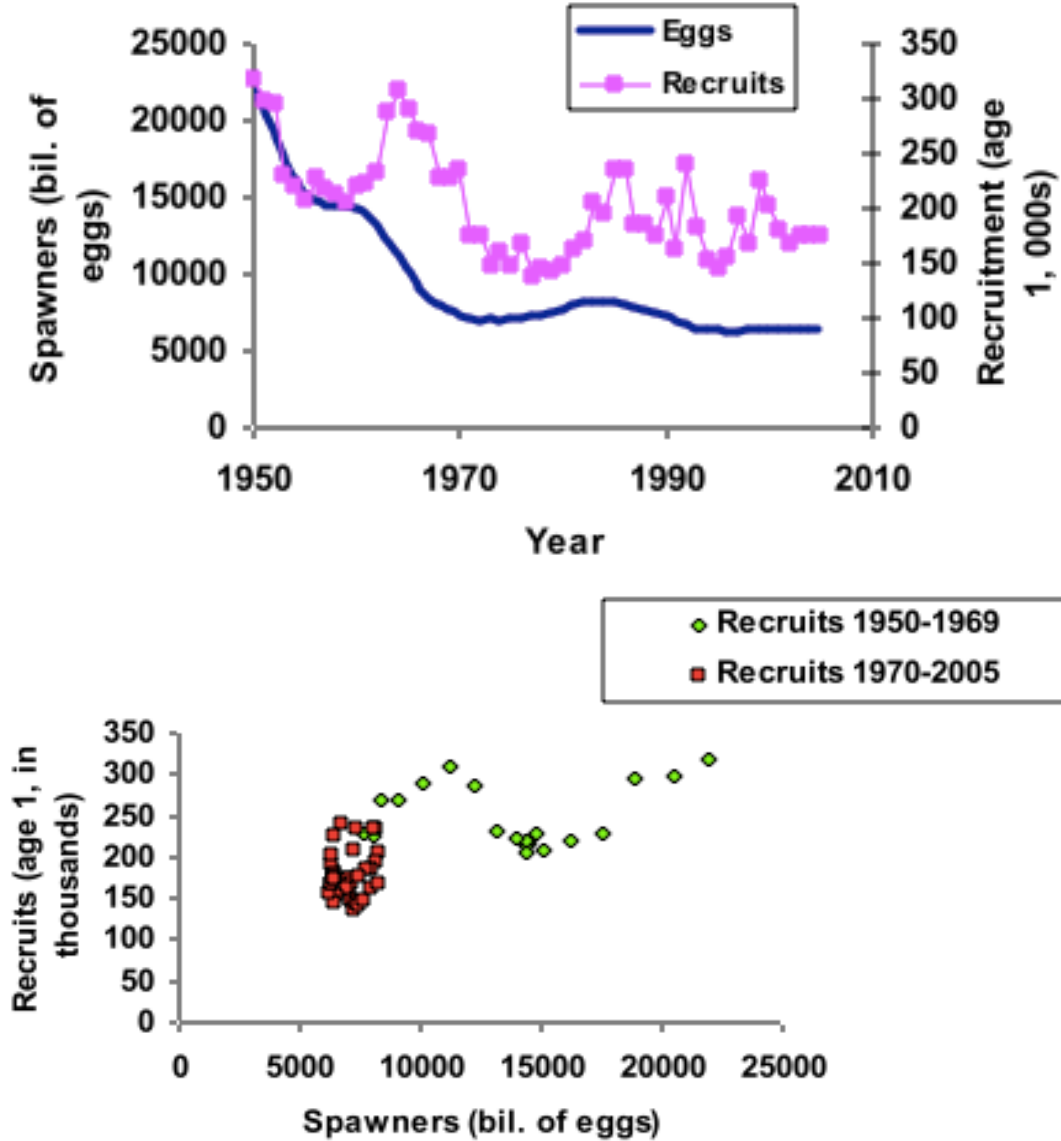 Eggs
Recruits
25000
20000
15000
10000
5000
0
Spawners (bil. of
eggs)
350
300
250
200
150
100
50
0
Recruitment (age
1, 000s)
1950 1970 1990 2010
Year
Recruits 1950-1969
Recruits 1970-2005
350
300
250
200
150
100
50
0
Recruits (age 1, in
thousands)
0 5000 10000 15000 20000 25000
Spawners (bil. of eggs)